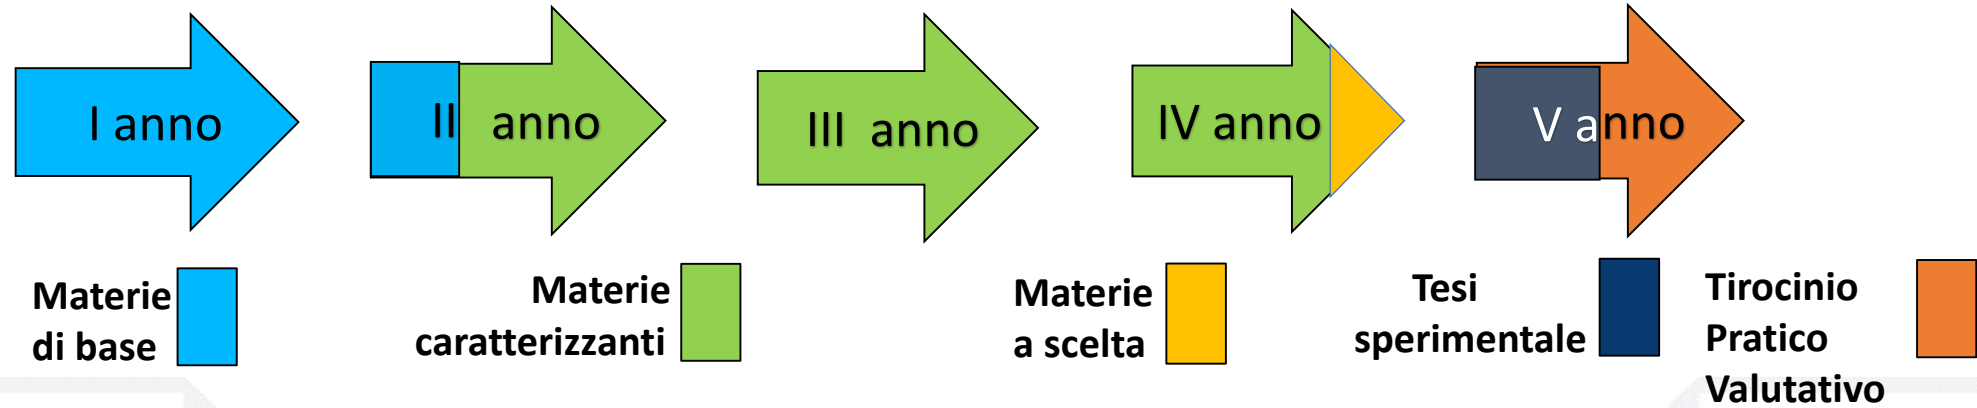 I anno
II anno
III anno
IV anno
V anno
Materie
di base
Materie
caratterizzanti
Materie
a scelta
Tesi
sperimentale
Tirocinio
Pratico
Valutativo